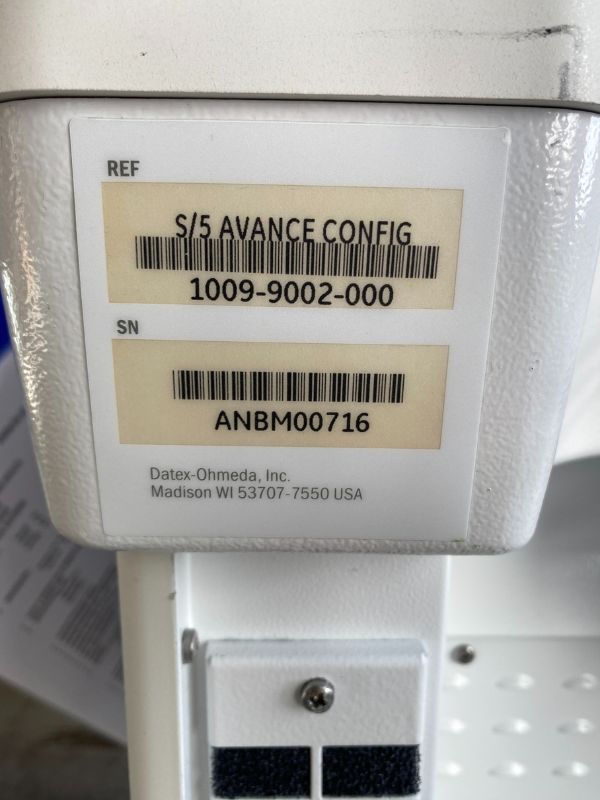 REF
S/5 AVANCE CONFIG
1009-9002-000
SN
ANBM00716
Datex-Ohmeda, Inc.
Madison WI 53707-7550 USA